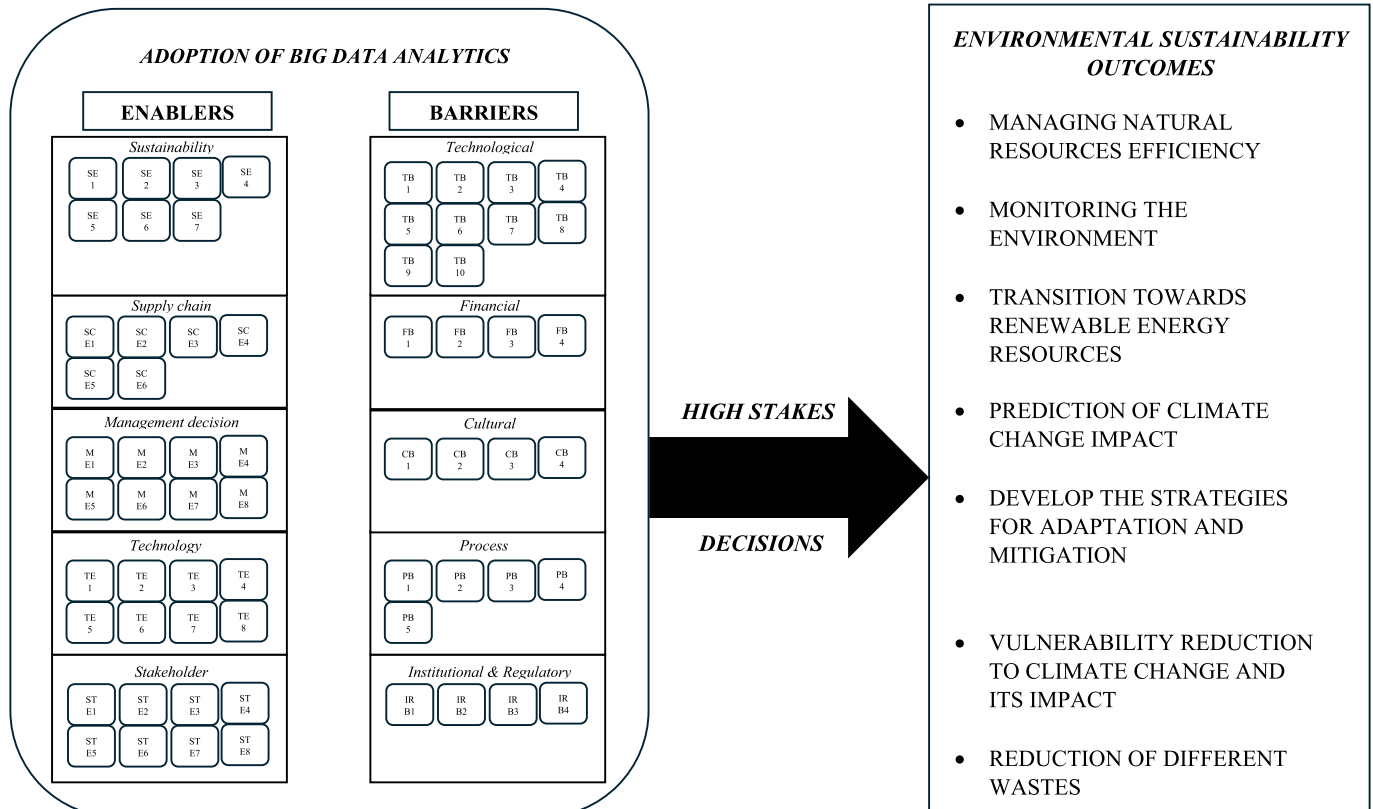 ADOPTION OF BIG DATA ANALYTICS
ENABLERS
Sustainability
SE 1
SE 2
SE 3
SE 4
SE 5
SE 6
SE 7
Supply chain
SC E1
SC E2
SC E3
SC E4
SC E5
SC E6
Management decision
M E1
M E2
M E3
M E4
M E5
M E6
M E7
M E8
Technology
TE 1
TE 2
TE 3
TE 4
TE 5
TE 6
TE 7
TE 8
Stakeholder
ST E1
ST E2
ST E3
ST E4
ST E5
ST E6
ST E7
ST E8
BARRIERS
Technological
TB 1
TB 2
TB 3
TB 4
TB 5
TB 6
TB 7
TB 8
TB 9
TB 10
Financial
FB 1
FB 2
FB 3
FB 4
Cultural
CB 1
CB 2
CB 3
CB 4
Process
PB 1
PB 2
PB 3
PB 4
PB 5
Institutional & Regulatory
IR B1
IR B2
IR B3
IR B4
HIGH STAKES
DECISIONS
ENVIRONMENTAL SUSTAINABILITY
OUTCOMES
• MANAGING NATURAL
RESOURCES EFFICIENCY
• MONITORING THE
ENVIRONMENT
• TRANSITION TOWARDS
RENEWABLE ENERGY
RESOURCES
• PREDICTION OF CLIMATE
CHANGE IMPACT
• DEVELOP THE STRATEGIES
FOR ADAPTATION AND
MITIGATION
• VULNERABILITY REDUCTION
TO CLIMATE CHANGE AND
ITS IMPACT
• REDUCTION OF DIFFERENT
WASTES